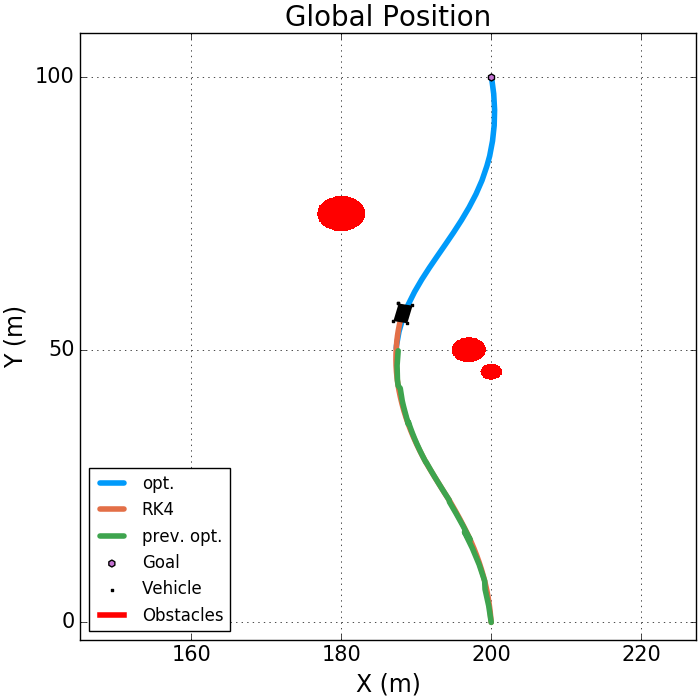 Global Position
100
50
0
Y (m)
opt.
RK4
prev. opt.
Goal
Vehicle
Obstacles
160
180
200
220
X (m)